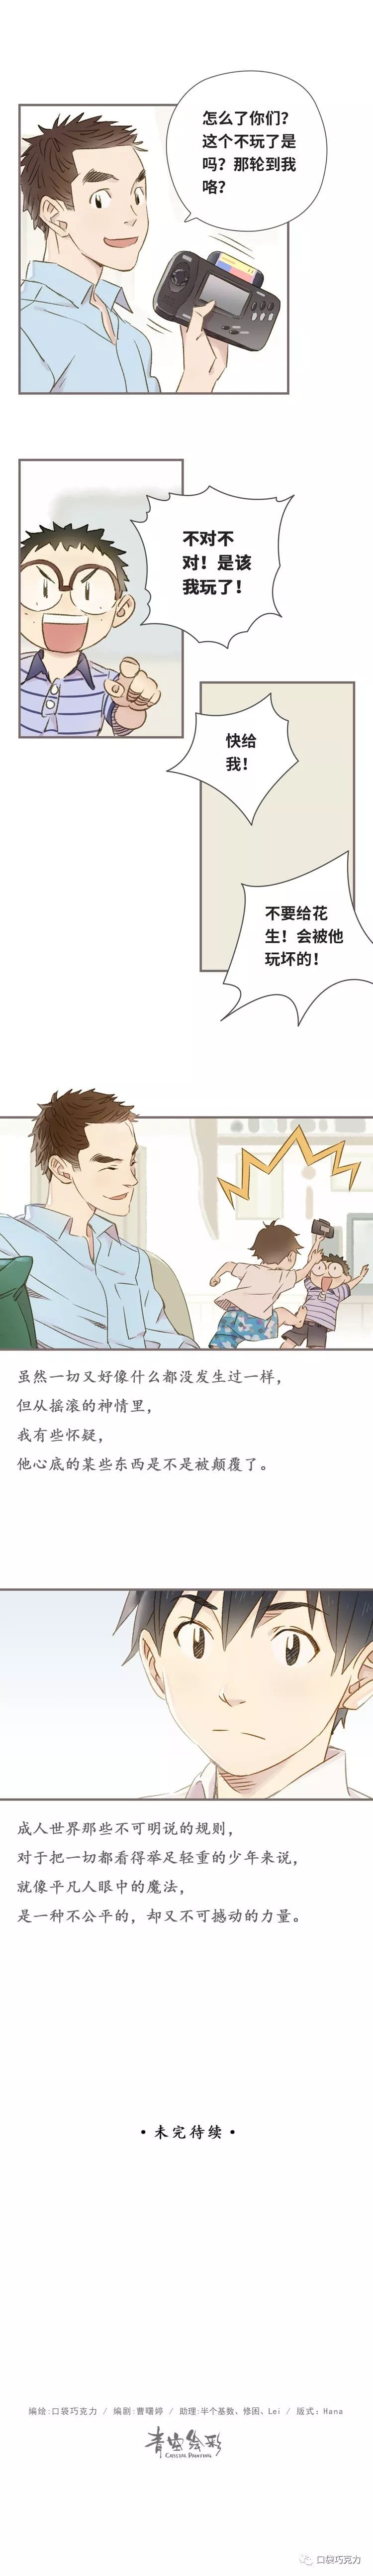 怎么了你们?
这个不玩了是
吗? 那轮到我
咯?
不对不
对! 是该
我玩了!
快给
我!
不要给花
生! 会被他
玩坏的!
虽然一切又好像什么都没发生过一样,
但从摇滚的神情里,
我有些怀疑,
他心底的某些东西是不是被颠覆了。
成人世界那些不可明说的规则,
对于把一切都看得举足轻重的少年来说,
就像平凡人眼中的魔法,
是一种不公平的, 却又不可撼动的力量。
·未完待续·
编绘:口袋巧克力 / 编剧:曹曙婷 / 助理:半个基数、修囷、Lei / 版式: Hana
青蜜绘彩
口袋巧克力